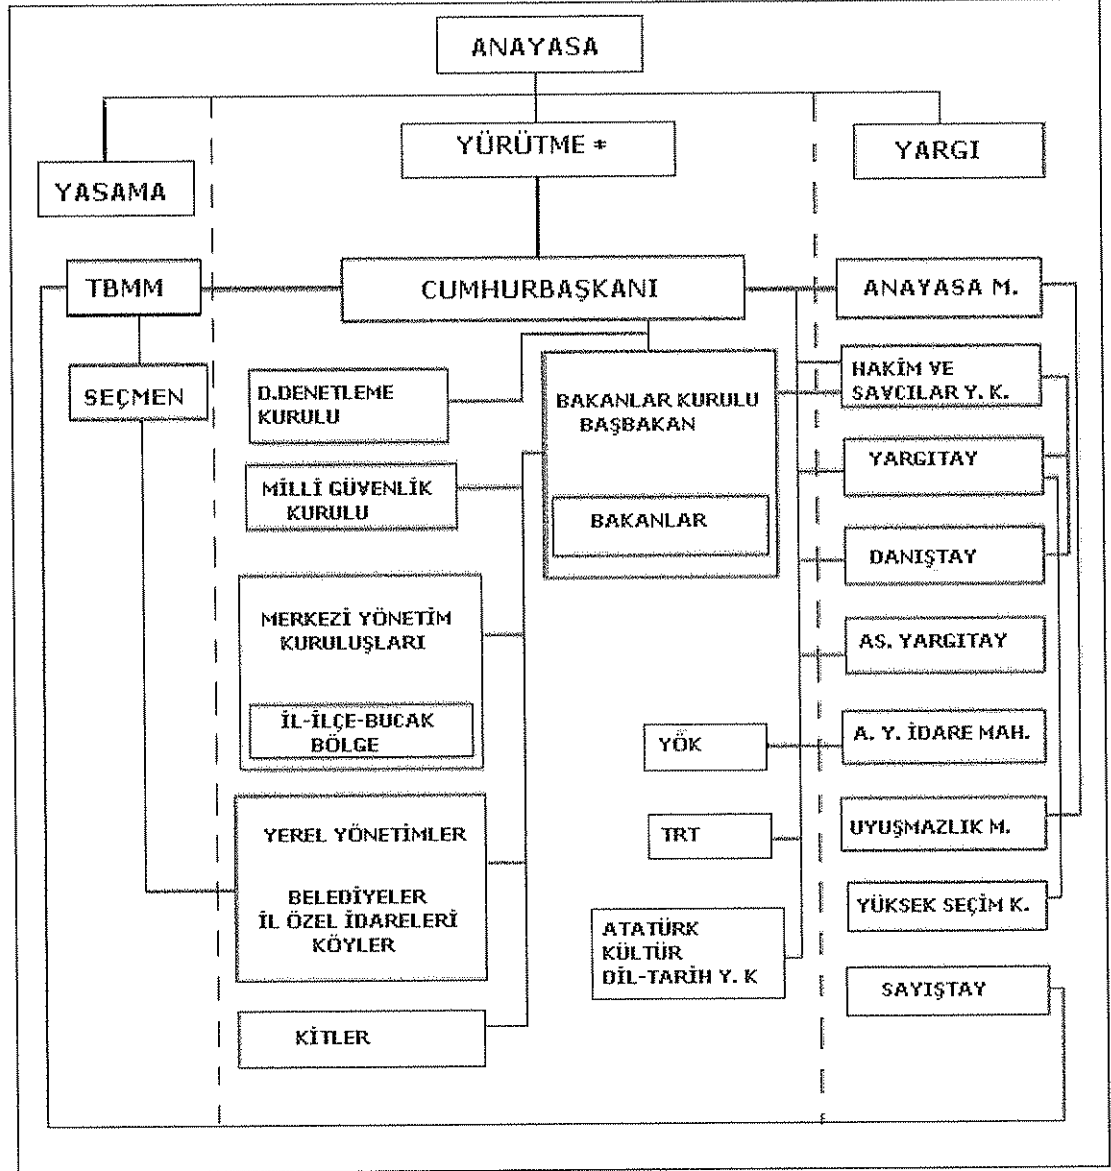 ANAYASA
YASAMA
YÜRÜTME *
YARGI
TBMM
CUMHURBAŞKANI
ANAYASA M.
SEÇMEN
D.DENETLEME
KURULU
BAKANLAR KURULU
BAŞBAKAN
BAKANLAR
HAKİM VE
SAVCILAR Y. K.
MİLLİ GÜVENLİK
KURULU
YARGITAY
DANIŞTAY
MERKEZİ YÖNETİM
KURULUŞLARI
İL-İLÇE-BUCAK
BÖLGE
AS. YARGITAY
YÖK
A. Y. İDARE MAH.
YEREL YÖNETİMLER
BELEDİYELER
İL ÖZEL İDARELERİ
KÖYLER
TRT
UYUŞMAZLIK M.
YÜKSEK SEÇİM K.
ATATÜRK
KÜLTÜR
DİL-TARİH Y. K
SAYIŞTAY
KİTLER